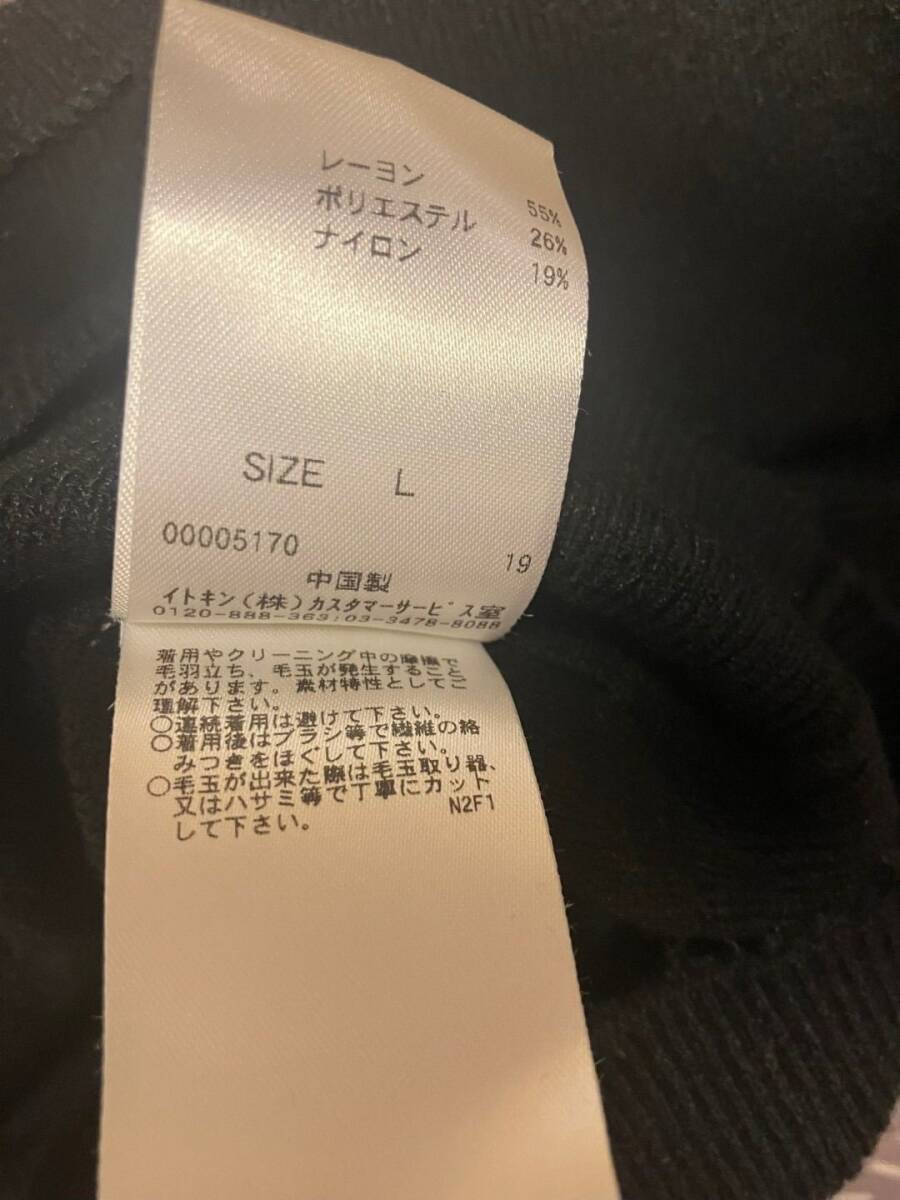 レーヨン 55%
ポリエステル 26%
ナイロン 19%
SIZE L
00005170 19
中国製
イトキン(株)カスタマーサービス室
0120-888-363:03-3478-8088
着用やクリーニング中の摩擦で
毛羽立ち、毛玉が発生すること
があります。素材特性としてご
理解下さい。
○連続着用は避けて下さい。
○着用後はブラシ等で繊維の絡
みつきをほぐして下さい。
○毛玉が出来た際は毛玉取り器、
又はハサミ等で丁寧にカット
して下さい。
N2F1